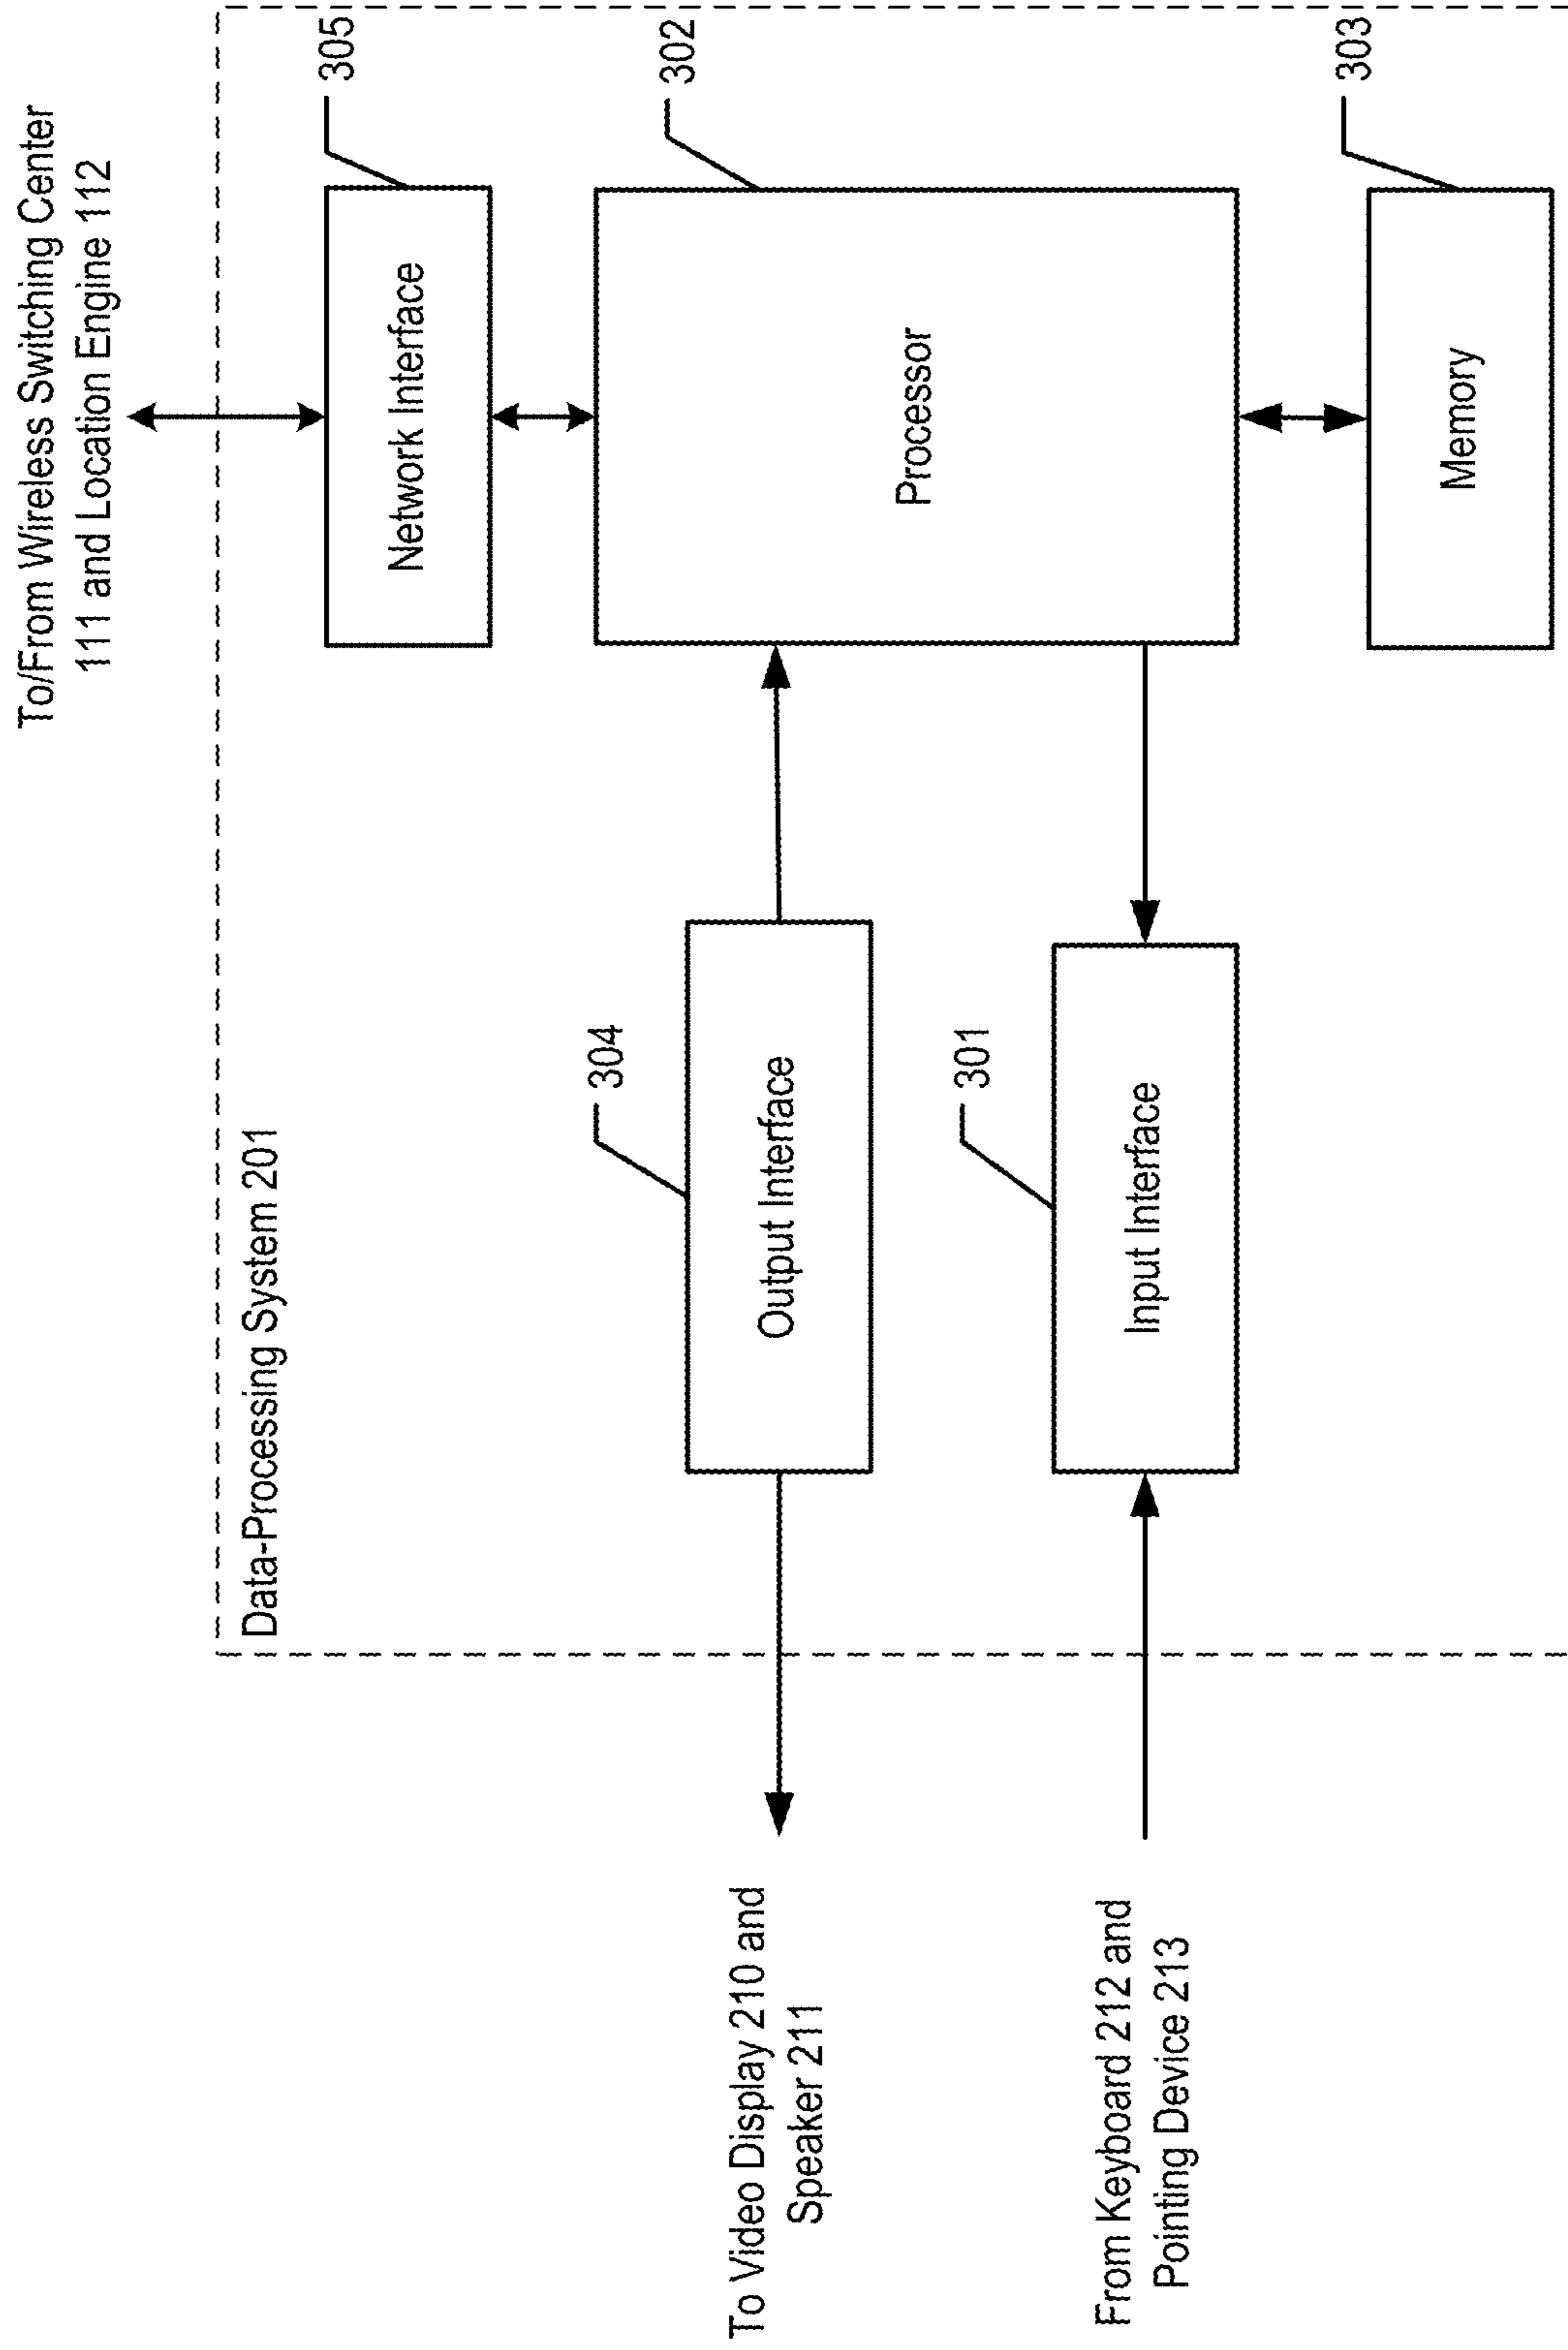 To/From Wireless Switching Center
111 and Location Engine 112
Data-Processing System 201
305
Network Interface
302
Processor
303
Memory
304
Output Interface
301
Input Interface
To Video Display 210 and
Speaker 211
From Keyboard 212 and
Pointing Device 213